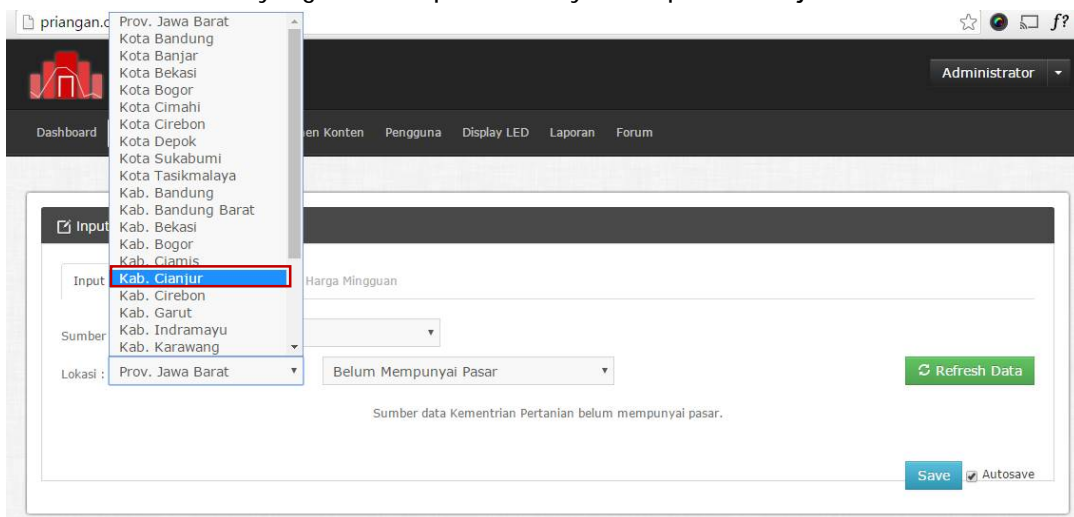 priangan.c
f?
Prov. Jawa Barat
Kota Bandung
Kota Banjar
Kota Bekasi
Kota Bogor
Kota Cimahi
Kota Cirebon
Kota Depok
Kota Sukabumi
Kota Tasikmalaya
Kab. Bandung
Kab. Bandung Barat
Kab. Bekasi
Kab. Bogor
Kab. Ciamis
Kab. Cianjur
Kab. Cirebon
Kab. Garut
Kab. Indramayu
Kab. Karawang
Administrator
Dashboard en Konten Pengguna Display LED Laporan Forum
Input
Input Harga Mingguan
Sumber
Lokasi : Prov. Jawa Barat Belum Mempunyai Pasar Refresh Data
Sumber data Kementrian Pertanian belum mempunyai pasar.
Save Autosave